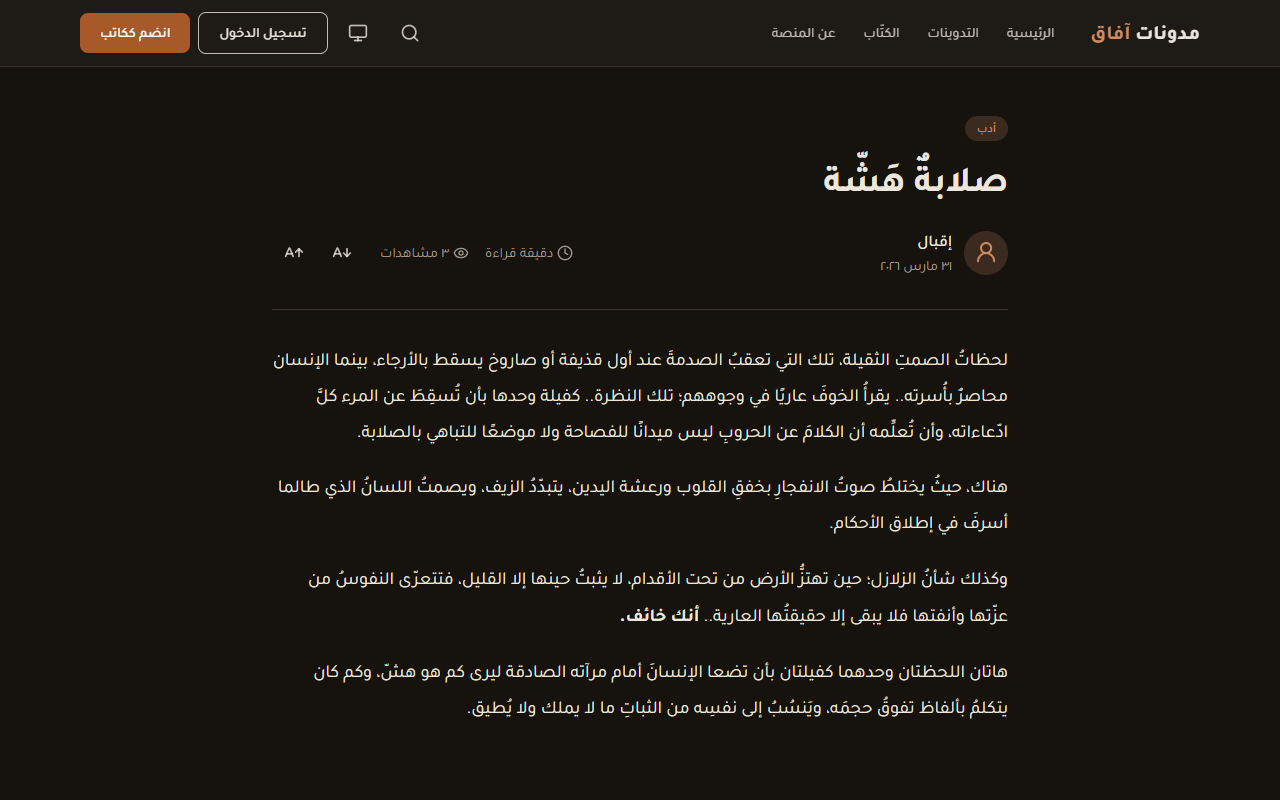 مدونات آفاق
الرئيسية
التدوينات
الكتّاب
عن المنصة
تسجيل الدخول
انضم ككاتب
أدب
صلابةٌ هَشّة
إقبال
٣١ مارس ٢٠٢٦
دقيقة قراءة
٣ مشاهدات
A↓
A↑
لحظاتُ الصمتِ الثقيلة، تلك التي تعقبُ الصدمةَ عند أول قذيفة أو صاروخ يسقط بالأرجاء، بينما الإنسان
محاصرٌ بأُسرته.. يقرأُ الخوفَ عاريًا في وجوههم؛ تلك النظرة.. كفيلة وحدها بأن تُسقِطَ عن المرء كلَّ
ادّعاءاته، وأن تُعلِّمه أن الكلامَ عن الحروبِ ليس ميدانًا للفصاحة ولا موضعًا للتباهي بالصلابة.
هناك، حيثُ يختلطُ صوتُ الانفجارِ بخفقِ القلوب ورعشة اليدين، يتبدّدُ الزيف، ويصمتُ اللسانُ الذي طالما
أسرفَ في إطلاق الأحكام.
وكذلك شأنُ الزلازل؛ حين تهتزُّ الأرض من تحت الأقدام، لا يثبتُ حينها إلا القليل، فتتعرّى النفوسُ من
عزّتها وأنفتها فلا يبقى إلا حقيقتُها العارية.. أنك خائف.
هاتان اللحظتان وحدهما كفيلتان بأن تضعا الإنسانَ أمام مرآته الصادقة ليرى كم هو هشّ، وكم كان
يتكلمُ بألفاظ تفوقُ حجمَه، ويَنسُبُ إلى نفسِه من الثباتِ ما لا يملك ولا يُطيق.